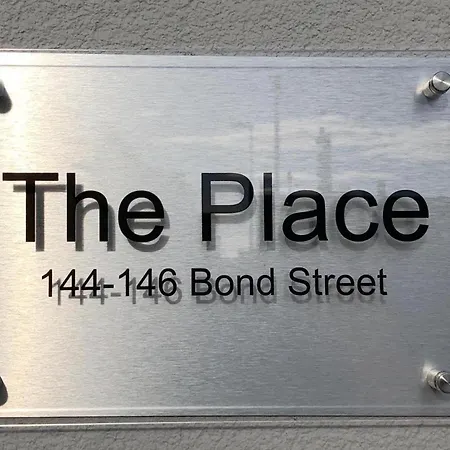 The Place
144-146 Bond Street